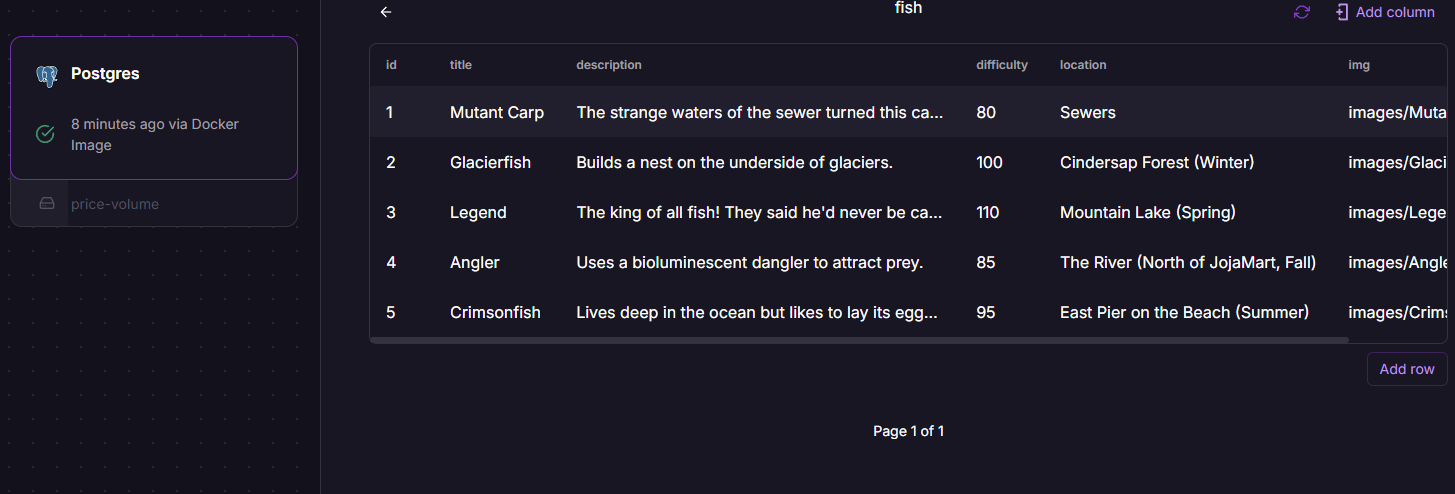 fish
Add column
Postgres
8 minutes ago via Docker
Image
price-volume
id title description difficulty location img
1 Mutant Carp The strange waters of the sewer turned this ca... 80 Sewers images/Muta
2 Glacierfish Builds a nest on the underside of glaciers. 100 Cindersap Forest (Winter) images/Glaci
3 Legend The king of all fish! They said he'd never be ca... 110 Mountain Lake (Spring) images/Lege
4 Angler Uses a bioluminescent dangler to attract prey. 85 The River (North of JojaMart, Fall) images/Angle
5 Crimsonfish Lives deep in the ocean but likes to lay its egg... 95 East Pier on the Beach (Summer) images/Crims
Add row
Page 1 of 1